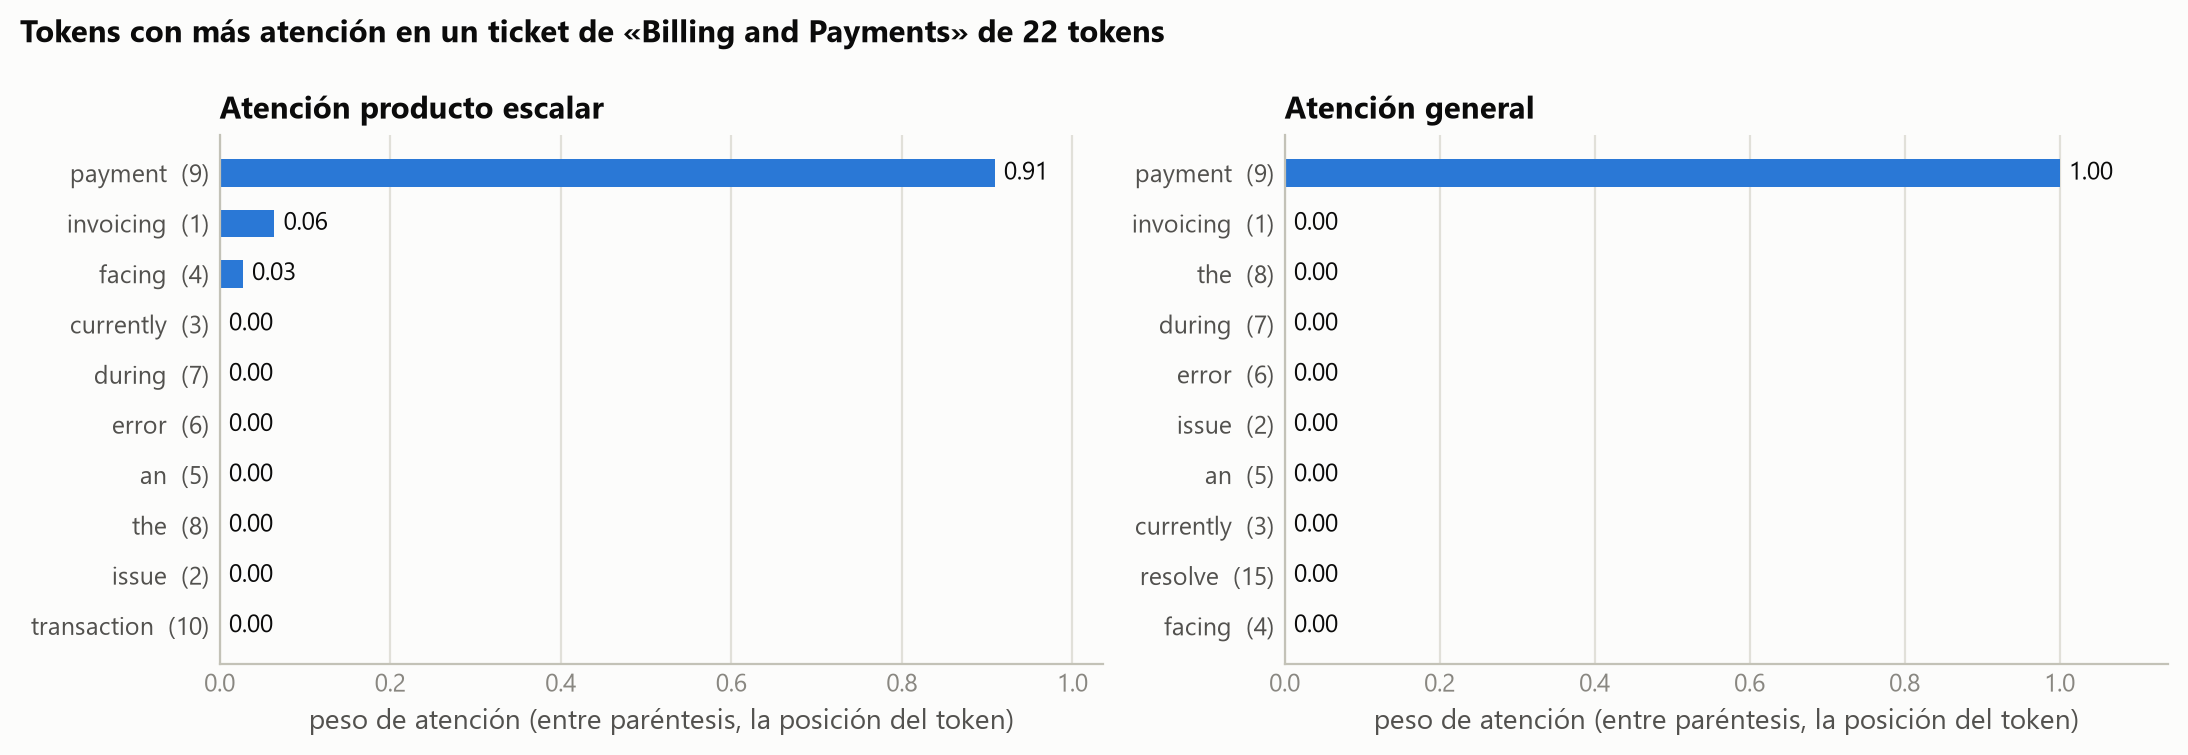 Tokens con más atención en un ticket de «Billing and Payments» de 22 tokens
Atención producto escalar
payment (9) 0.91
invoicing (1) 0.06
facing (4) 0.03
currently (3) 0.00
during (7) 0.00
error (6) 0.00
an (5) 0.00
the (8) 0.00
issue (2) 0.00
transaction (10) 0.00
0.0 0.2 0.4 0.6 0.8 1.0
peso de atención (entre paréntesis, la posición del token)
Atención general
payment (9) 1.00
invoicing (1) 0.00
the (8) 0.00
during (7) 0.00
error (6) 0.00
issue (2) 0.00
an (5) 0.00
currently (3) 0.00
resolve (15) 0.00
facing (4) 0.00
0.0 0.2 0.4 0.6 0.8 1.0
peso de atención (entre paréntesis, la posición del token)